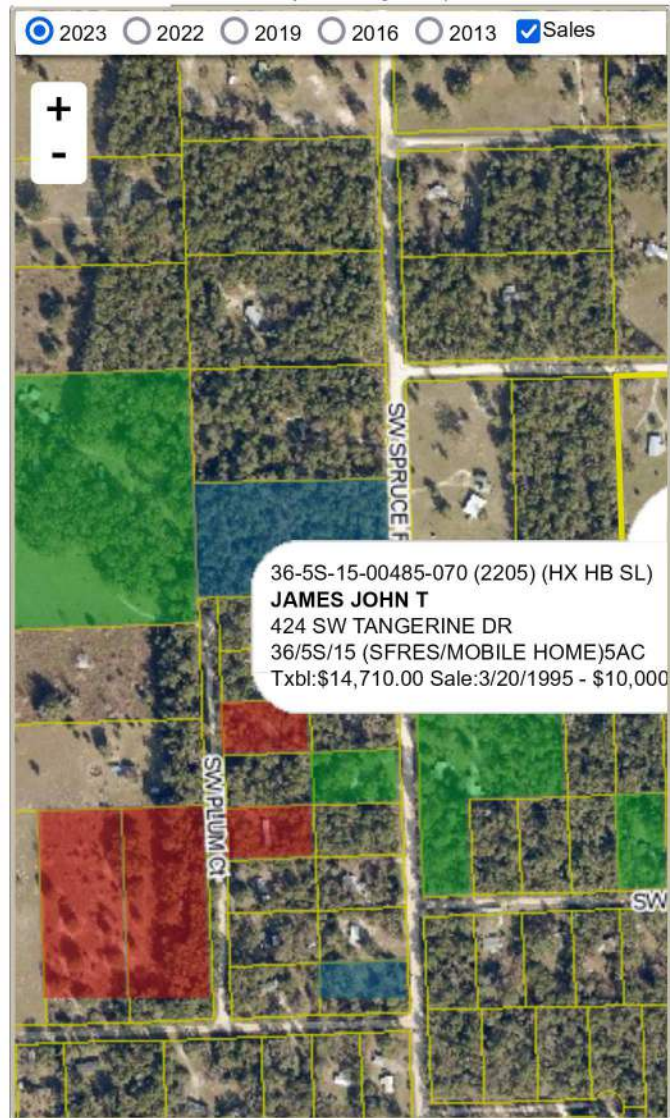 2023 2022 2019 2016 2013 Sales
+
-
SW SPRUCE
36-5S-15-00485-070 (2205) (HX HB SL)
JAMES JOHN T
424 SW TANGERINE DR
36/5S/15 (SFRES/MOBILE HOME)5AC
Txbl:$14,710.00 Sale:3/20/1995 - $10,000
SW PLUM Ct
SW